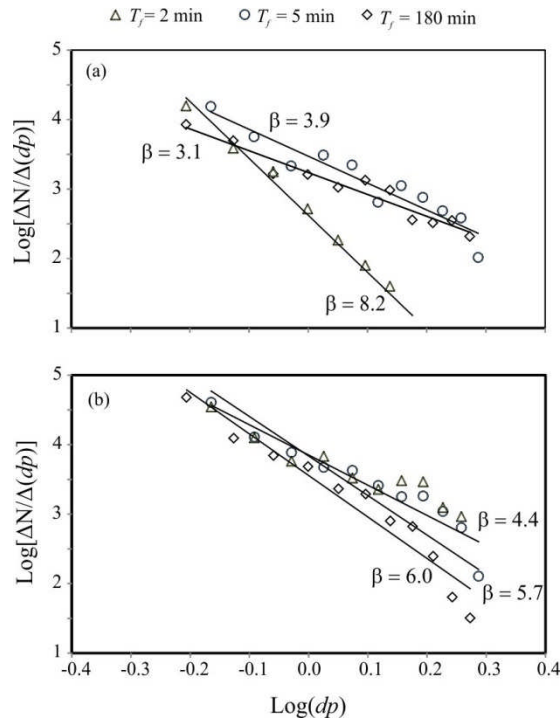 T_f = 2 min T_f = 5 min T_f = 180 min
(a)
Log[ΔN/Δ(dp)]
5
4
3
2
1
β = 3.9
β = 3.1
β = 8.2
(b)
Log[ΔN/Δ(dp)]
5
4
3
2
1
β = 4.4
β = 6.0
β = 5.7
-0.4 -0.3 -0.2 -0.1 0.0 0.1 0.2 0.3 0.4
Log(dp)